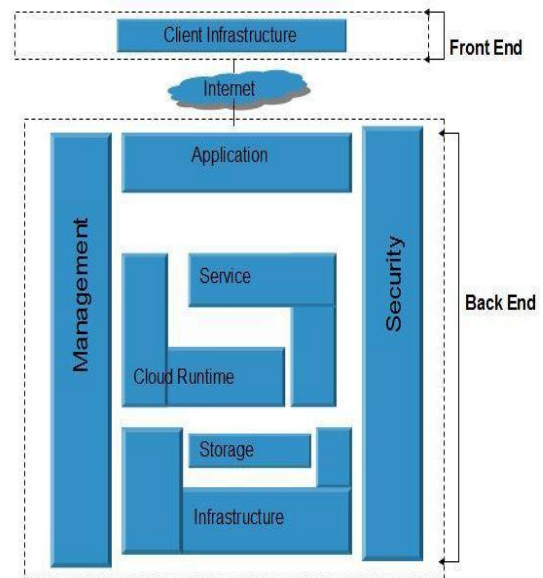 Client Infrastructure
Front End
Internet
Application
Management
Security
Service
Back End
Cloud Runtime
Storage
Infrastructure